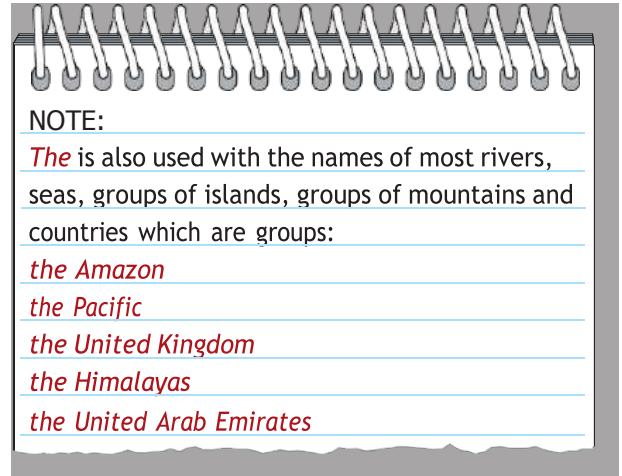 NOTE:
The is also used with the names of most rivers,
seas, groups of islands, groups of mountains and
countries which are groups:
the Amazon
the Pacific
the United Kingdom
the Himalayas
the United Arab Emirates